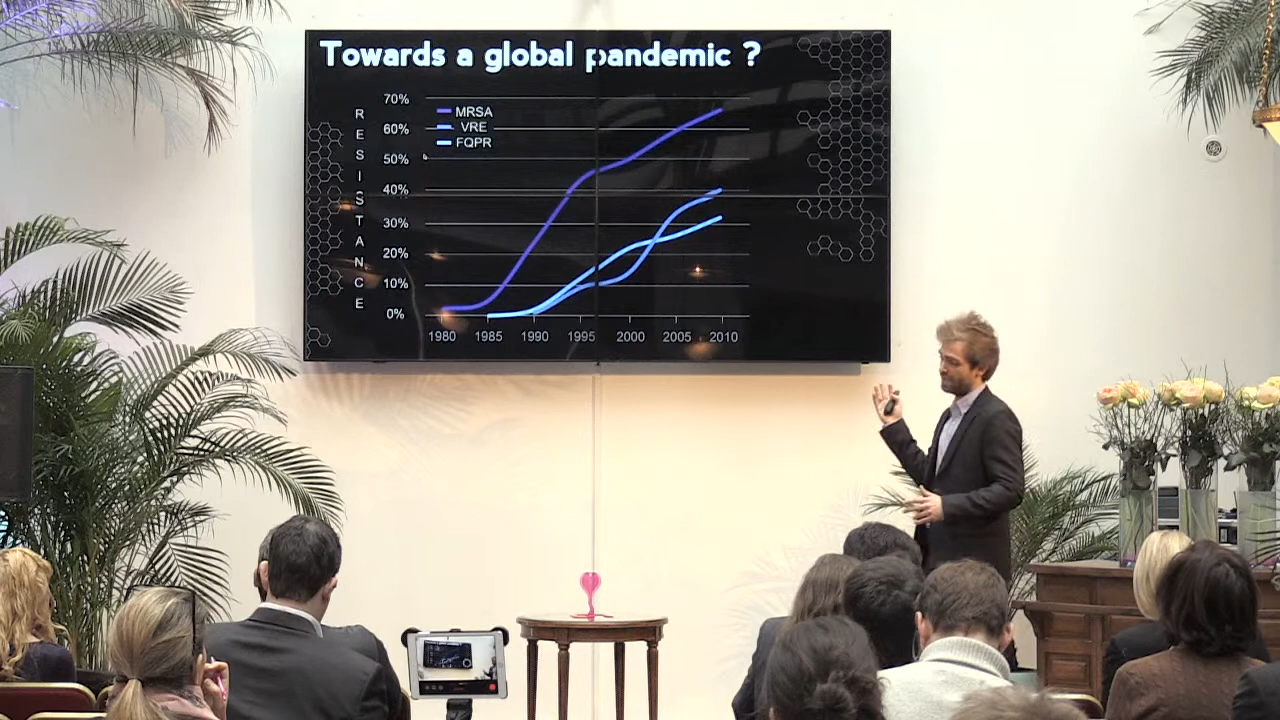 Towards a global pandemic ?
RESISTANCE
70%
60%
50%
40%
30%
20%
10%
0%
MRSA
VRE
FQPR
1980 1985 1990 1995 2000 2005 2010